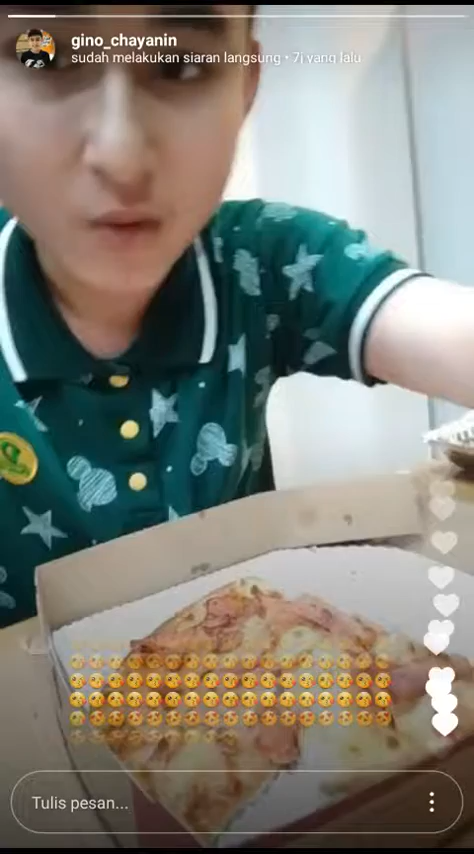 gino_chayanin
sudah melakukan siaran langsung • 7j yang lalu
Tulis pesan...